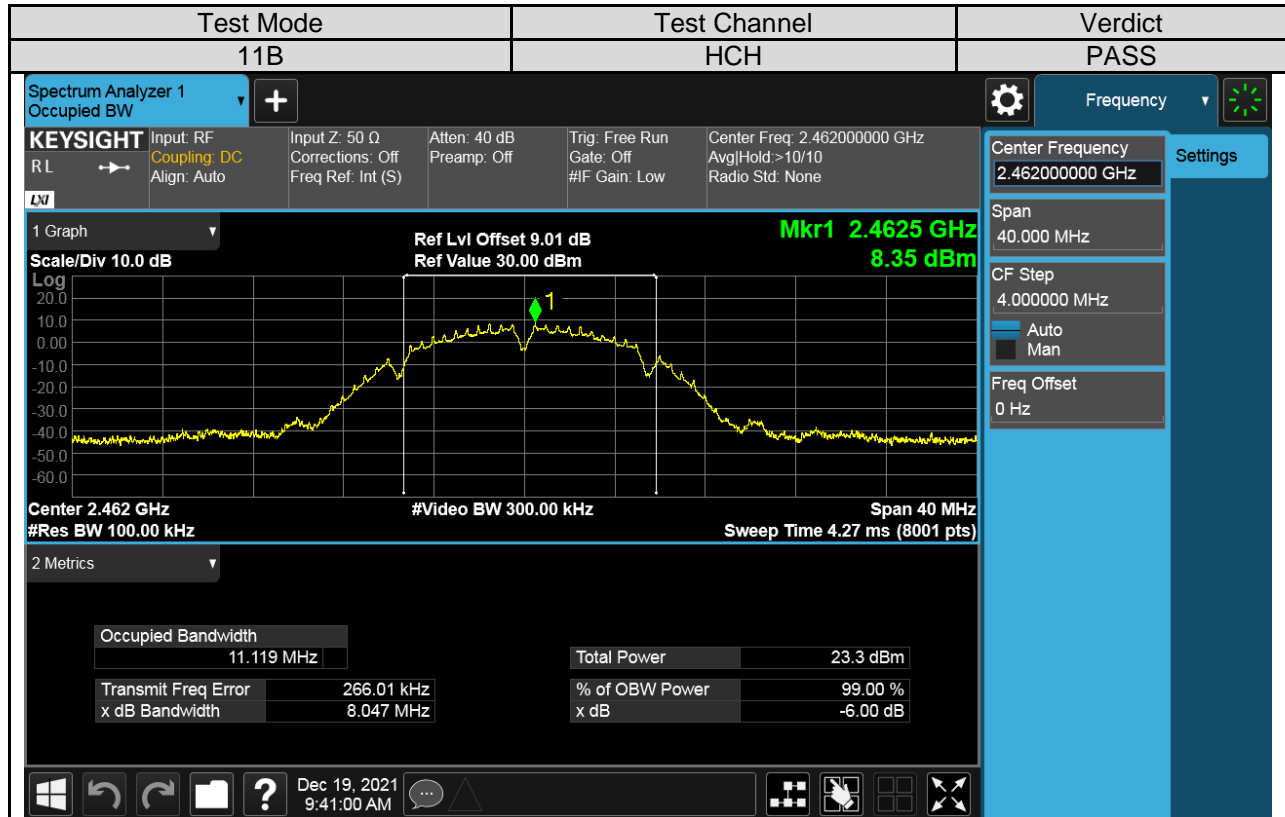 Test Mode Test Channel Verdict
11B HCH PASS
Spectrum Analyzer 1
Occupied BW
+
Frequency
KEYSIGHT Input: RF Input Z: 50 Ω Atten: 40 dB Trig: Free Run Center Freq: 2.462000000 GHz
RL Coupling: DC Corrections: Off Preamp: Off Gate: Off Avg|Hold:>10/10
Align: Auto Freq Ref: Int (S) #IF Gain: Low Radio Std: None
LXI
Center Frequency
2.462000000 GHz
Settings
Span
40.000 MHz
CF Step
4.000000 MHz
Auto
Man
Freq Offset
0 Hz
1 Graph
Ref Lvl Offset 9.01 dB
Mkr1 2.4625 GHz
Scale/Div 10.0 dB
Ref Value 30.00 dBm
8.35 dBm
Log
20.0
10.0
0.00
-10.0
-20.0
-30.0
-40.0
-50.0
-60.0
1
Center 2.462 GHz #Video BW 300.00 kHz Span 40 MHz
#Res BW 100.00 kHz Sweep Time 4.27 ms (8001 pts)
2 Metrics
Occupied Bandwidth
11.119 MHz
Total Power 23.3 dBm
Transmit Freq Error 266.01 kHz % of OBW Power 99.00 %
x dB Bandwidth 8.047 MHz x dB -6.00 dB
?
Dec 19, 2021
9:41:00 AM